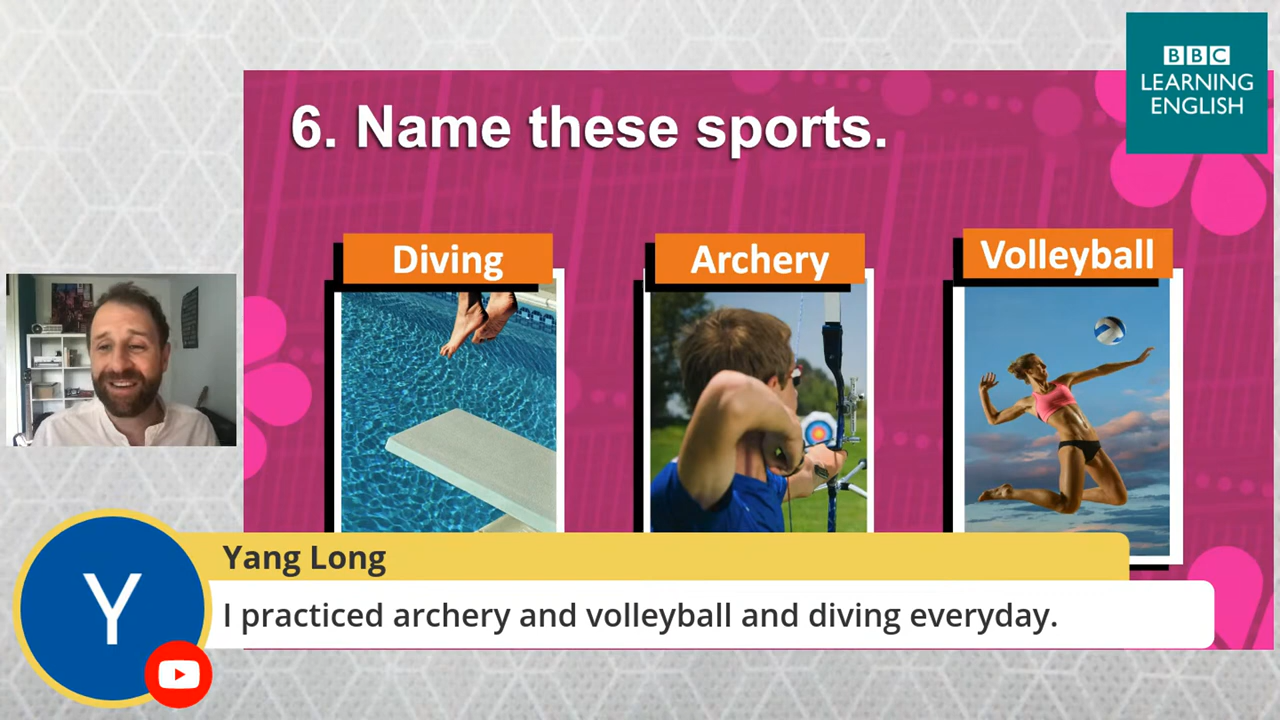 BBC
LEARNING
ENGLISH
6. Name these sports.
Diving
Archery
Volleyball
Y
Yang Long
I practiced archery and volleyball and diving everyday.